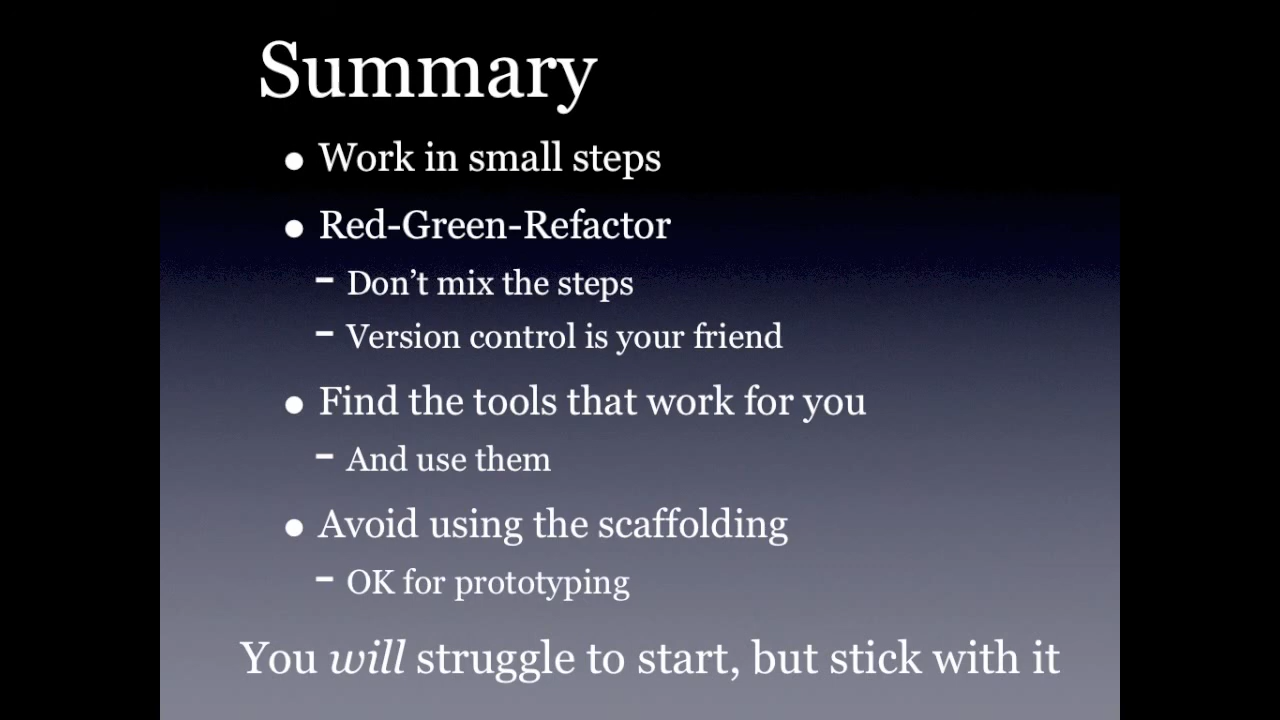 Summary
• Work in small steps
• Red-Green-Refactor
– Don’t mix the steps
– Version control is your friend
• Find the tools that work for you
– And use them
• Avoid using the scaffolding
– OK for prototyping
You will struggle to start, but stick with it